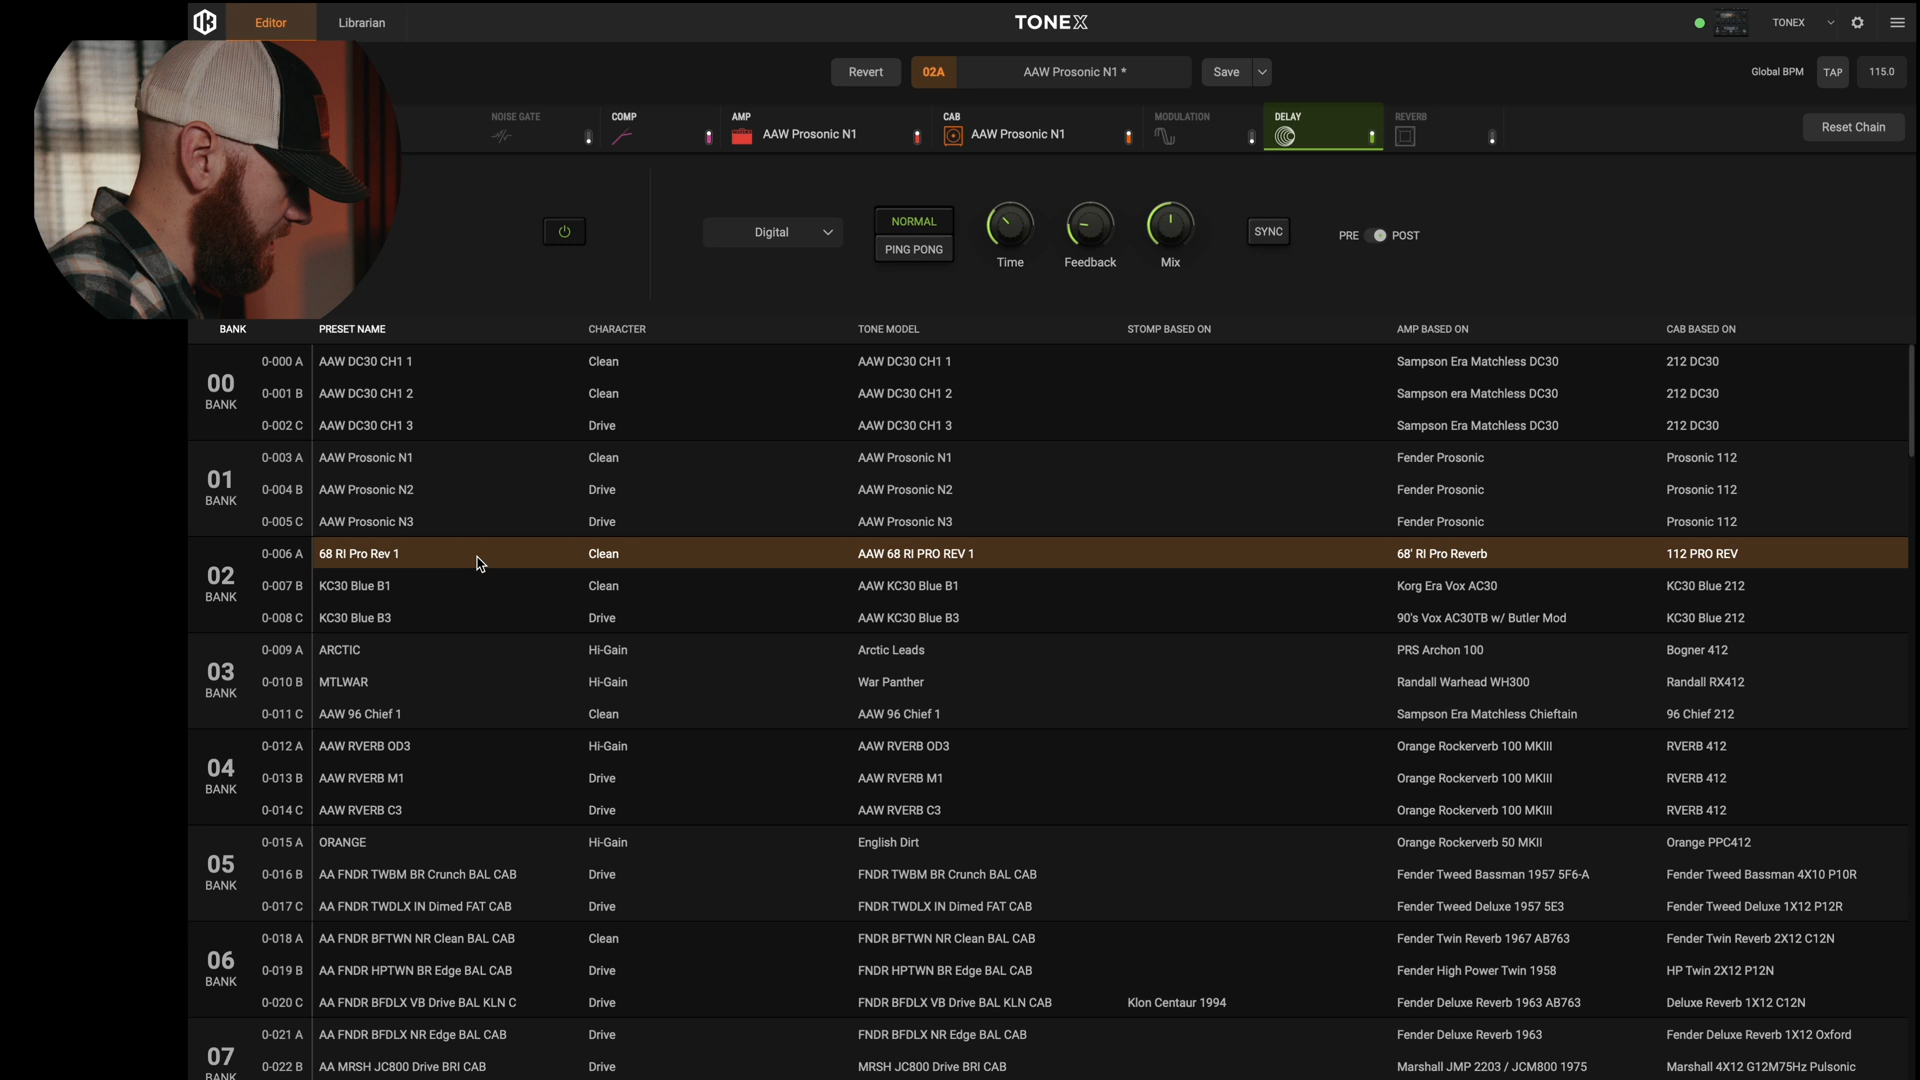 Editor Librarian TONEX TONEX
Revert 02A AAW Prosonic N1 * Save Global BPM TAP 115.0
NOISE GATE COMP AMP AAW Prosonic N1 CAB AAW Prosonic N1 MODULATION DELAY REVERB Reset Chain
Digital NORMAL PING PONG Time Feedback Mix SYNC PRE POST
BANK PRESET NAME CHARACTER TONE MODEL STOMP BASED ON AMP BASED ON CAB BASED ON
00 BANK
0-000 A AAW DC30 CH1 1 Clean AAW DC30 CH1 1 Sampson Era Matchless DC30 212 DC30
0-001 B AAW DC30 CH1 2 Clean AAW DC30 CH1 2 Sampson era Matchless DC30 212 DC30
0-002 C AAW DC30 CH1 3 Drive AAW DC30 CH1 3 Sampson Era Matchless DC30 212 DC30
01 BANK
0-003 A AAW Prosonic N1 Clean AAW Prosonic N1 Fender Prosonic Prosonic 112
0-004 B AAW Prosonic N2 Drive AAW Prosonic N2 Fender Prosonic Prosonic 112
0-005 C AAW Prosonic N3 Drive AAW Prosonic N3 Fender Prosonic Prosonic 112
02 BANK
0-006 A 68 RI Pro Rev 1 Clean AAW 68 RI PRO REV 1 68' RI Pro Reverb 112 PRO REV
0-007 B KC30 Blue B1 Clean AAW KC30 Blue B1 Korg Era Vox AC30 KC30 Blue 212
0-008 C KC30 Blue B3 Drive AAW KC30 Blue B3 90's Vox AC30TB w/ Butler Mod KC30 Blue 212
03 BANK
0-009 A ARCTIC Hi-Gain Arctic Leads PRS Archon 100 Bogner 412
0-010 B MTLWAR Hi-Gain War Panther Randall Warhead WH300 Randall RX412
0-011 C AAW 96 Chief 1 Clean AAW 96 Chief 1 Sampson Era Matchless Chieftain 96 Chief 212
04 BANK
0-012 A AAW RVERB OD3 Hi-Gain AAW RVERB OD3 Orange Rockerverb 100 MKIII RVERB 412
0-013 B AAW RVERB M1 Drive AAW RVERB M1 Orange Rockerverb 100 MKIII RVERB 412
0-014 C AAW RVERB C3 Drive AAW RVERB C3 Orange Rockerverb 100 MKIII RVERB 412
05 BANK
0-015 A ORANGE Hi-Gain English Dirt Orange Rockerverb 50 MKII Orange PPC412
0-016 B AA FNDR TWBM BR Crunch BAL CAB Drive FNDR TWBM BR Crunch BAL CAB Fender Tweed Bassman 1957 5F6-A Fender Tweed Bassman 4X10 P10R
0-017 C AA FNDR TWDLX IN Dimed FAT CAB Drive FNDR TWDLX IN Dimed FAT CAB Fender Tweed Deluxe 1957 5E3 Fender Tweed Deluxe 1X12 P12R
06 BANK
0-018 A AA FNDR BFTWN NR Clean BAL CAB Clean FNDR BFTWN NR Clean BAL CAB Fender Twin Reverb 1967 AB763 Fender Twin Reverb 2X12 C12N
0-019 B AA FNDR HPTWN BR Edge BAL CAB Drive FNDR HPTWN BR Edge BAL CAB Fender High Power Twin 1958 HP Twin 2X12 P12N
0-020 C AA FNDR BFDLX VB Drive BAL KLN C Drive FNDR BFDLX VB Drive BAL KLN CAB Klon Centaur 1994 Fender Deluxe Reverb 1963 AB763 Deluxe Reverb 1X12 C12N
07 BANK
0-021 A AA FNDR BFDLX NR Edge BAL CAB Drive FNDR BFDLX NR Edge BAL CAB Fender Deluxe Reverb 1963 Fender Deluxe Reverb 1X12 Oxford
0-022 B AA MRSH JC800 Drive BRI CAB Drive MRSH JC800 Drive BRI CAB Marshall JMP 2203 / JCM800 1975 Marshall 4X12 G12M75Hz Pulsonic